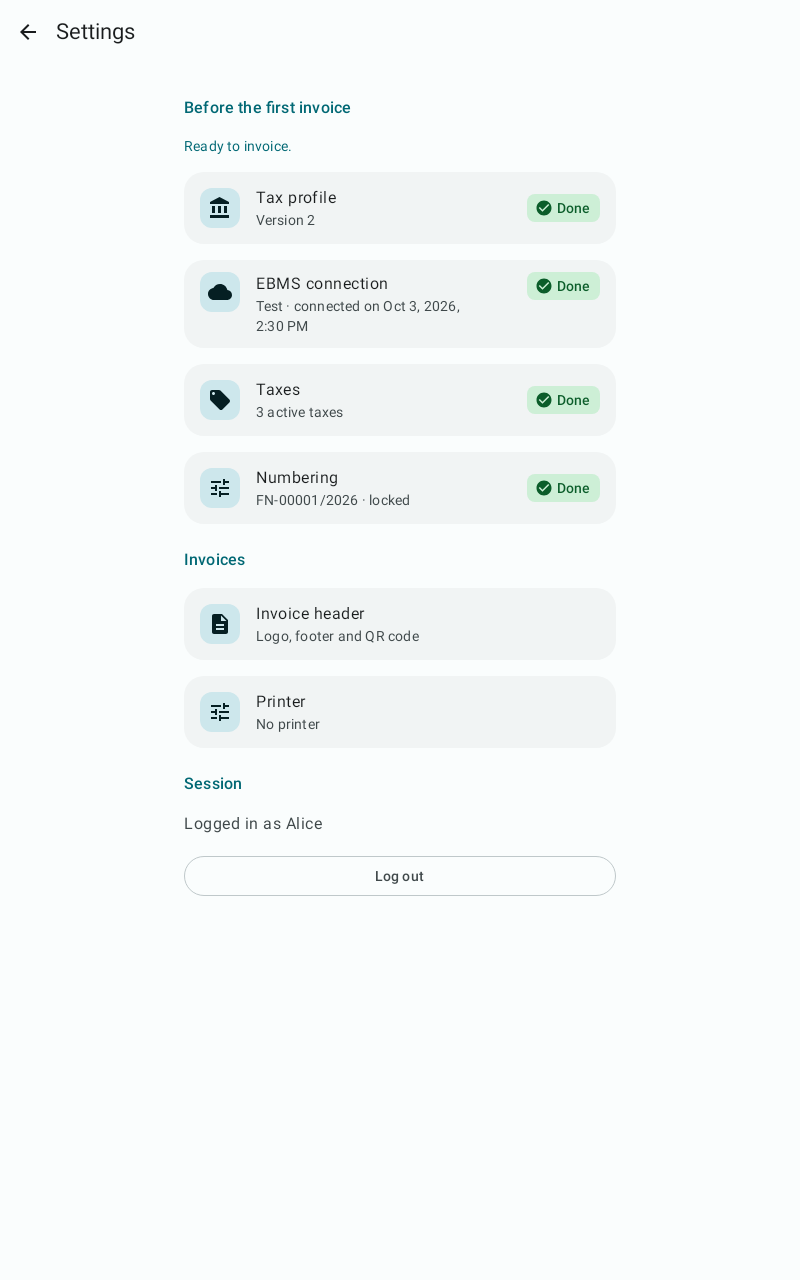 Settings
Before the first invoice
Ready to invoice.
Tax profile
Version 2
Done
EBMS connection
Test · connected on Oct 3, 2026,
2:30 PM
Done
Taxes
3 active taxes
Done
Numbering
FN-00001/2026 · locked
Done
Invoices
Invoice header
Logo, footer and QR code
Printer
No printer
Session
Logged in as Alice
Log out